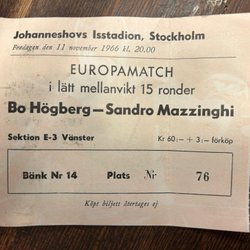 Johanneshovs Isstadion, Stockholm
Fredagen den 11 november 1966 kl. 20.00
EUROPAMATCH
i lätt mellanvikt 15 ronder
Bo Högberg—Sandro Mazzinghi
Sektion E-3 Vänster
Kr 60:— + 3:— förköp
Bänk Nr 14 Plats Nr 76
Köpt biljett återtages ej